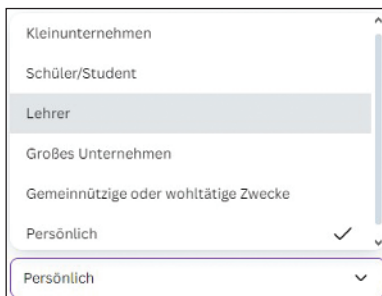 Kleinunternehmen
Schüler/Student
Lehrer
Großes Unternehmen
Gemeinnützige oder wohltätige Zwecke
Persönlich
Persönlich